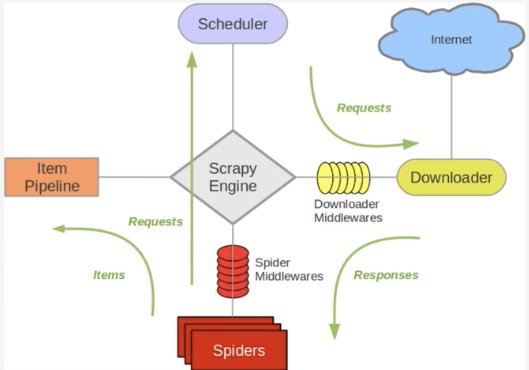 Scheduler
Internet
Requests
Item
Pipeline
Scrapy
Engine
Downloader
Downloader
Middlewares
Requests
Spider
Middlewares
Items
Responses
Spiders